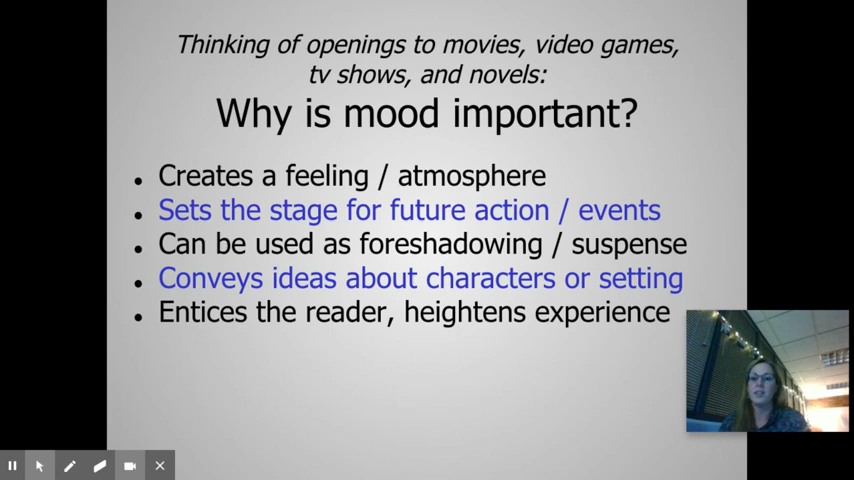 Thinking of openings to movies, video games,
tv shows, and novels:
Why is mood important?
• Creates a feeling / atmosphere
• Sets the stage for future action / events
• Can be used as foreshadowing / suspense
• Conveys ideas about characters or setting
• Entices the reader, heightens experience